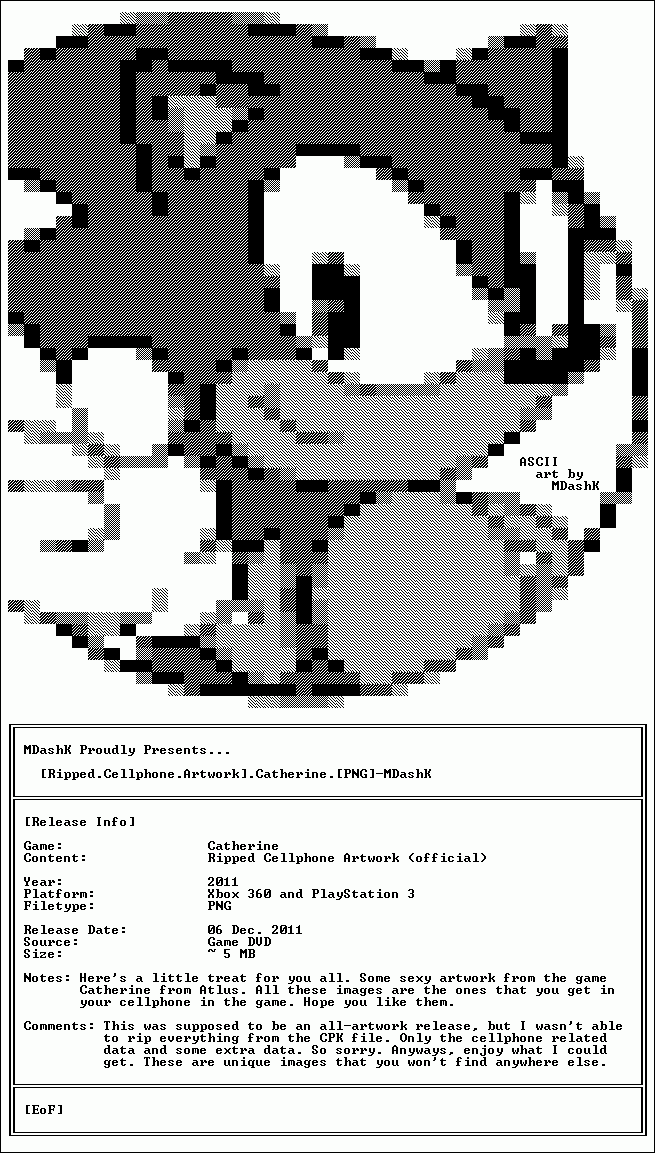 ASCII
art by
MDashK
MDashK Proudly Presents...
[Ripped.Cellphone.Artwork].Catherine.[PNG]-MDashK
[Release Info]
Game: Catherine
Content: Ripped Cellphone Artwork (official)
Year: 2011
Platform: Xbox 360 and PlayStation 3
Filetype: PNG
Release Date: 06 Dec. 2011
Source: Game DVD
Size: ~ 5 MB
Notes: Here's a little treat for you all. Some sexy artwork from the game
Catherine from Atlus. All these images are the ones that you get in
your cellphone in the game. Hope you like them.
Comments: This was supposed to be an all-artwork release, but I wasn't able
to rip everything from the CPK file. Only the cellphone related
data and some extra data. So sorry. Anyways, enjoy what I could
get. These are unique images that you won't find anywhere else.
[EoF]